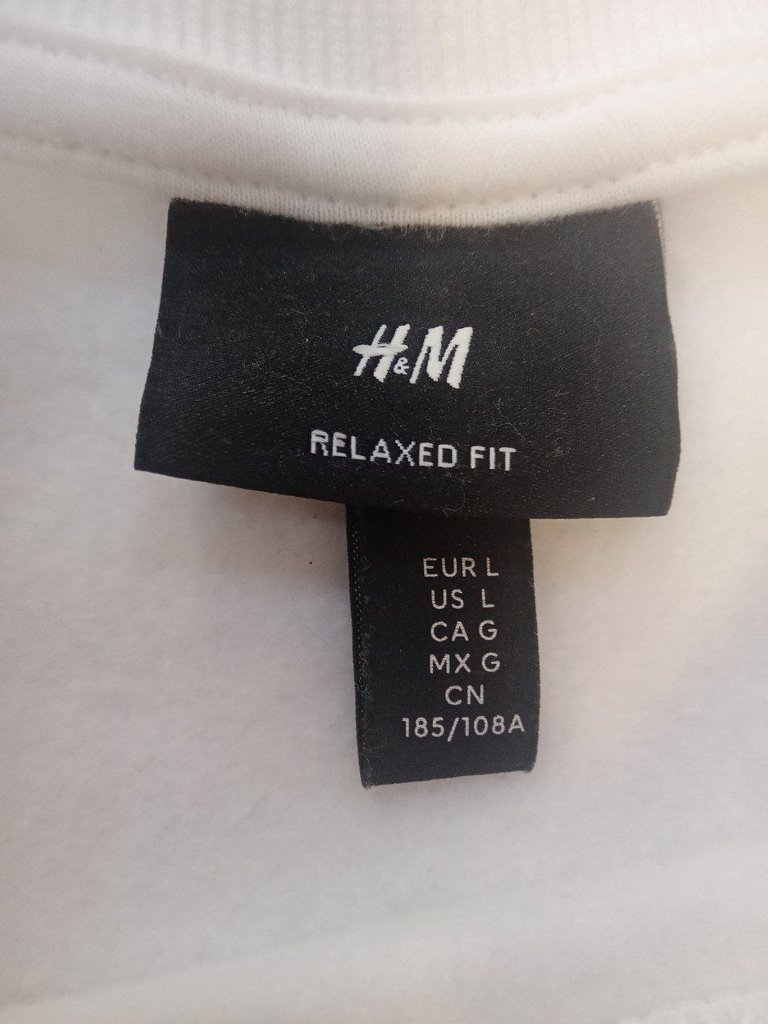 H&M
RELAXED FIT
EUR L
US L
CA G
MX G
CN
185/108A